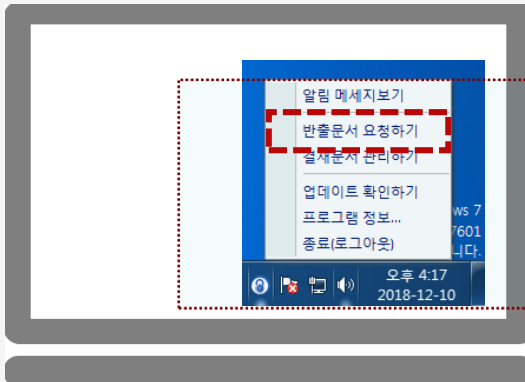 알림 메세지보기
반출문서 요청하기
결재문서 관리하기
업데이트 확인하기
프로그램 정보...
종료(로그아웃)
ws 7
7601
니다.
오후 4:17
2018-12-10